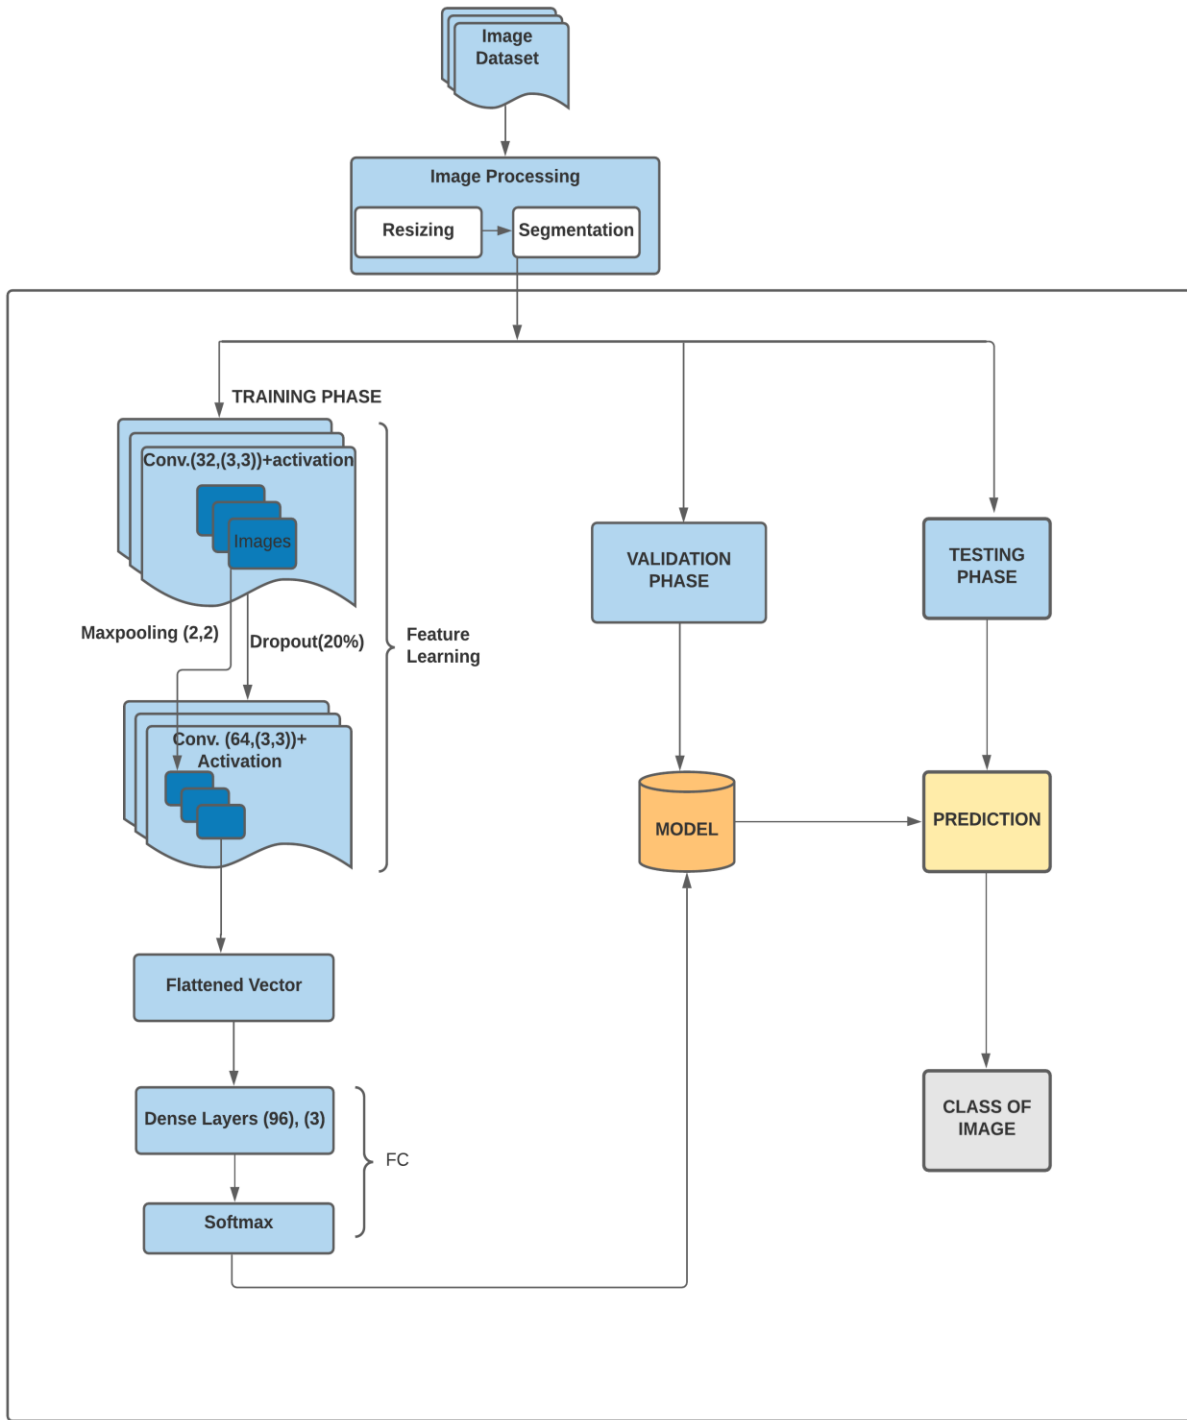 Image
Dataset
Image Processing
Resizing
Segmentation
TRAINING PHASE
Conv.(32,(3,3))+activation
Images
Maxpooling (2,2)
Dropout(20%)
Feature
Learning
Conv. (64,(3,3))+
Activation
Flattened Vector
Dense Layers (96), (3)
FC
Softmax
VALIDATION
PHASE
MODEL
TESTING
PHASE
PREDICTION
CLASS OF
IMAGE